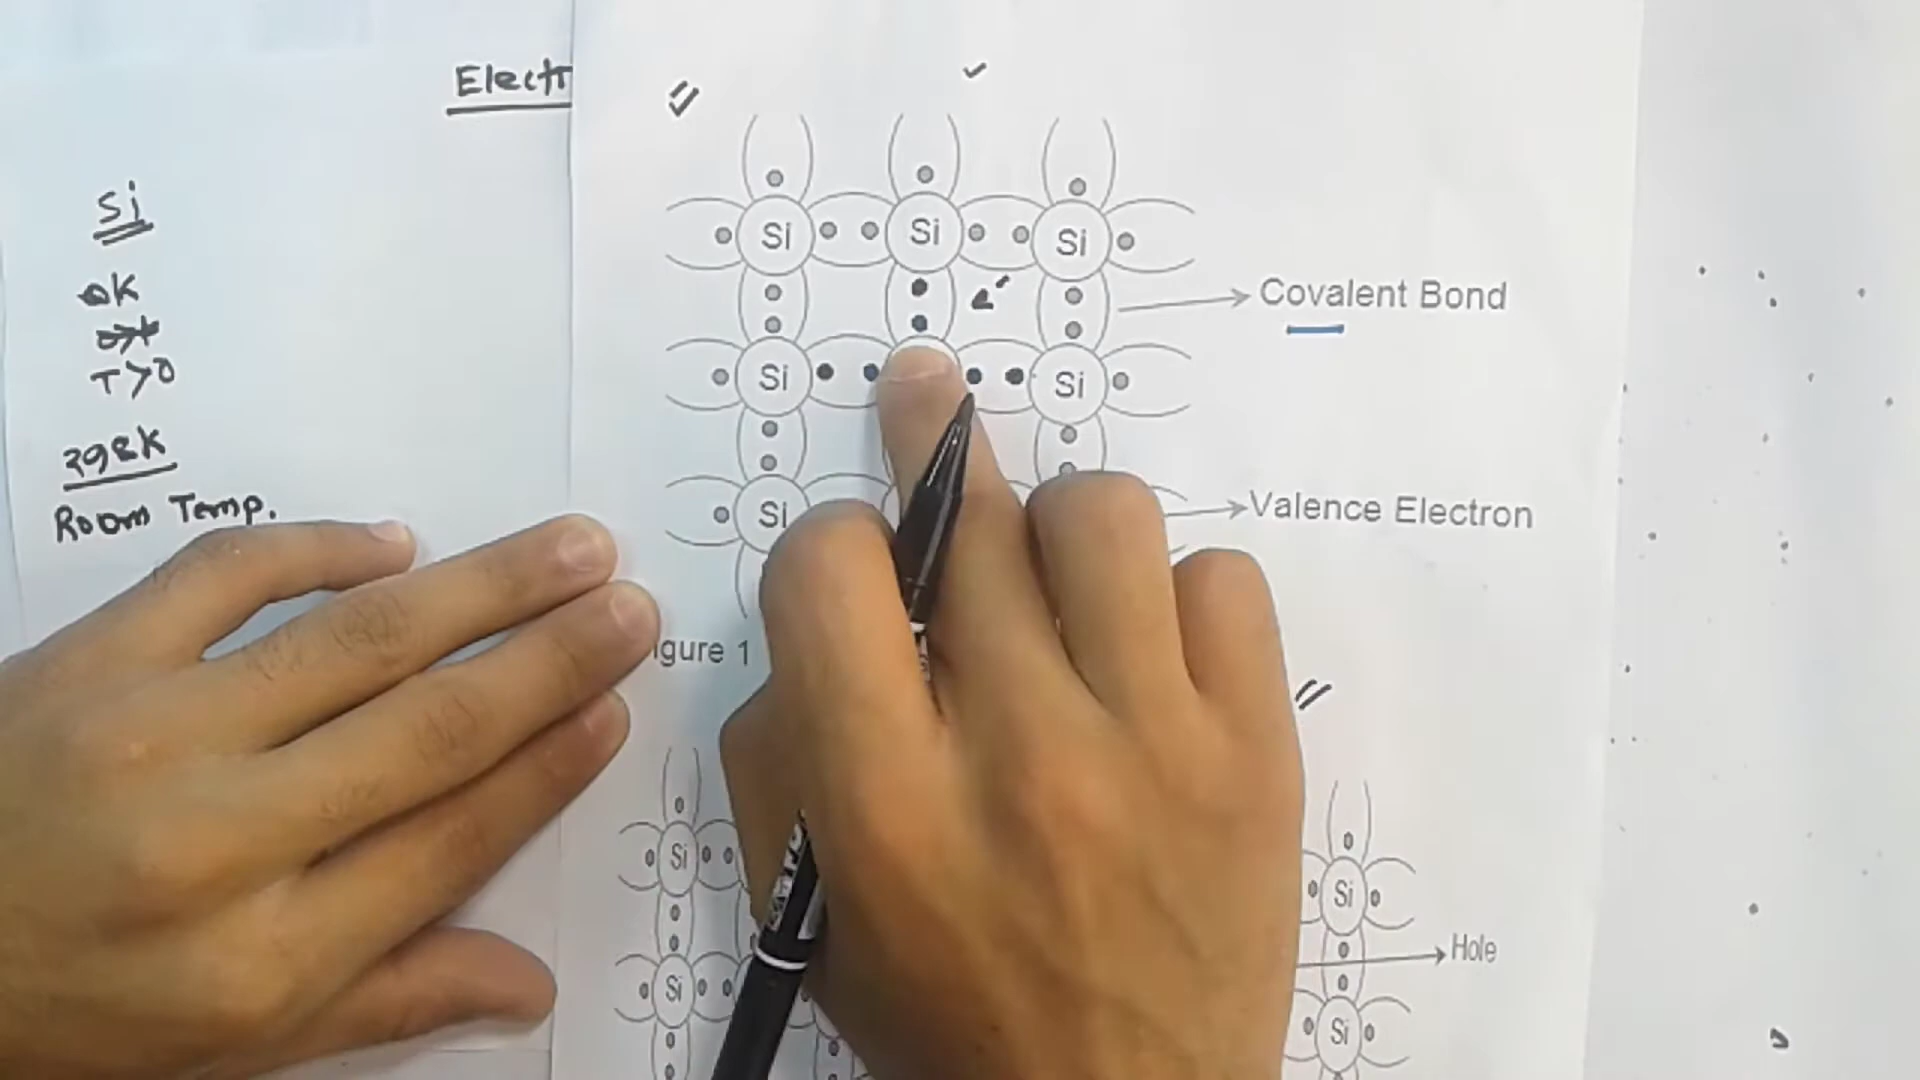 Electr
Si
0K
T>0
298K
Room Temp.
Si Si Si
Covalent Bond
Si Si
Si
Valence Electron
igure 1
Si
Si
Hole
Si
Si